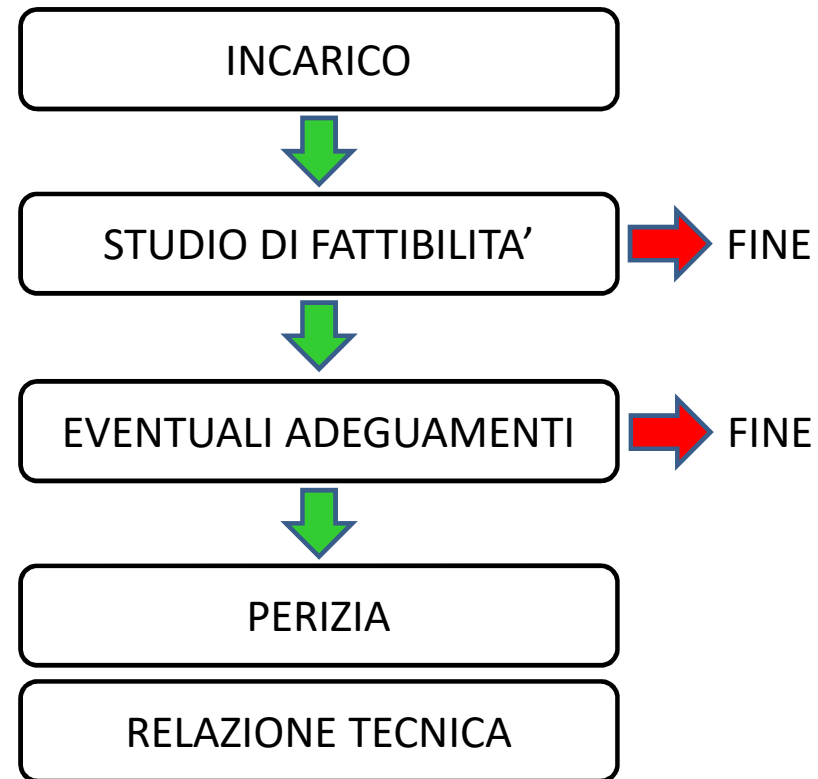 INCARICO
STUDIO DI FATTIBILITA’
FINE
EVENTUALI ADEGUAMENTI
FINE
PERIZIA
RELAZIONE TECNICA